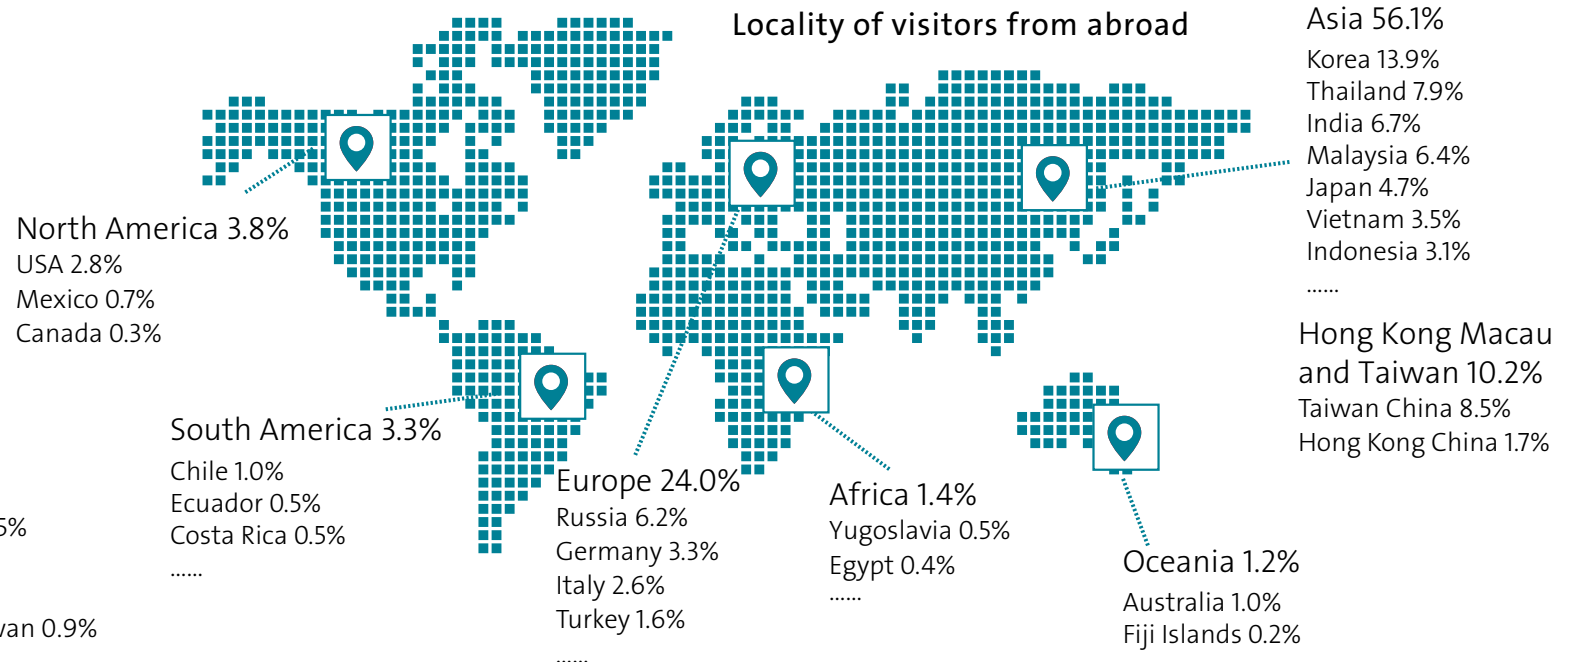 Locality of visitors from abroad
North America 3.8%
USA 2.8%
Mexico 0.7%
Canada 0.3%
South America 3.3%
Chile 1.0%
Ecuador 0.5%
Costa Rica 0.5%
......
5%
van 0.9%
Europe 24.0%
Russia 6.2%
Germany 3.3%
Italy 2.6%
Turkey 1.6%
......
Africa 1.4%
Yugoslavia 0.5%
Egypt 0.4%
......
Oceania 1.2%
Australia 1.0%
Fiji Islands 0.2%
Asia 56.1%
Korea 13.9%
Thailand 7.9%
India 6.7%
Malaysia 6.4%
Japan 4.7%
Vietnam 3.5%
Indonesia 3.1%
......
Hong Kong Macau
and Taiwan 10.2%
Taiwan China 8.5%
Hong Kong China 1.7%